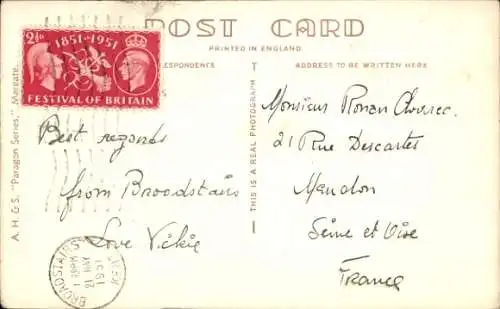 POST CARD
PRINTED IN ENGLAND
2½D 1851-1951
FESTIVAL OF BRITAIN
ADDRESS TO BE WRITTEN HERE
A.H.& S. "Paragon Series," Margate.
THIS IS A REAL PHOTOGRAPH
Best regards
from Broadstairs
Love Vickie
BROADSTAIRS KENT
1951
Monsieur Ronan
21 Rue Descartes
Meudon
Seine et Oise
France